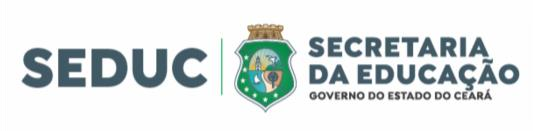 SEDUC
SECRETARIA
DA EDUCAÇÃO
GOVERNO DO ESTADO DO CEARÁ